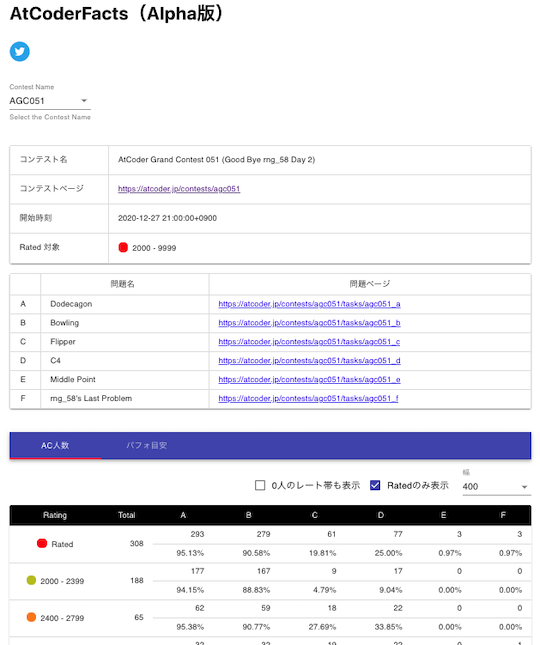 AtCoderFacts（Alpha版）
Contest Name
AGC051
Select the Contest Name
コンテスト名 AtCoder Grand Contest 051 (Good Bye rng_58 Day 2)
コンテストページ https://atcoder.jp/contests/agc051
開始時刻 2020-12-27 21:00:00+0900
Rated 対象 2000 - 9999
問題名 問題ページ
A Dodecagon https://atcoder.jp/contests/agc051/tasks/agc051_a
B Bowling https://atcoder.jp/contests/agc051/tasks/agc051_b
C Flipper https://atcoder.jp/contests/agc051/tasks/agc051_c
D C4 https://atcoder.jp/contests/agc051/tasks/agc051_d
E Middle Point https://atcoder.jp/contests/agc051/tasks/agc051_e
F rng_58's Last Problem https://atcoder.jp/contests/agc051/tasks/agc051_f
AC人数 パフォ目安
幅
0人のレート帯も表示 Ratedのみ表示 400
Rating Total A B C D E F
293 279 61 77 3 3
Rated 308
95.13% 90.58% 19.81% 25.00% 0.97% 0.97%
177 167 9 17 0 0
2000 - 2399 188
94.15% 88.83% 4.79% 9.04% 0.00% 0.00%
62 59 18 22 0 0
2400 - 2799 65
95.38% 90.77% 27.69% 33.85% 0.00% 0.00%